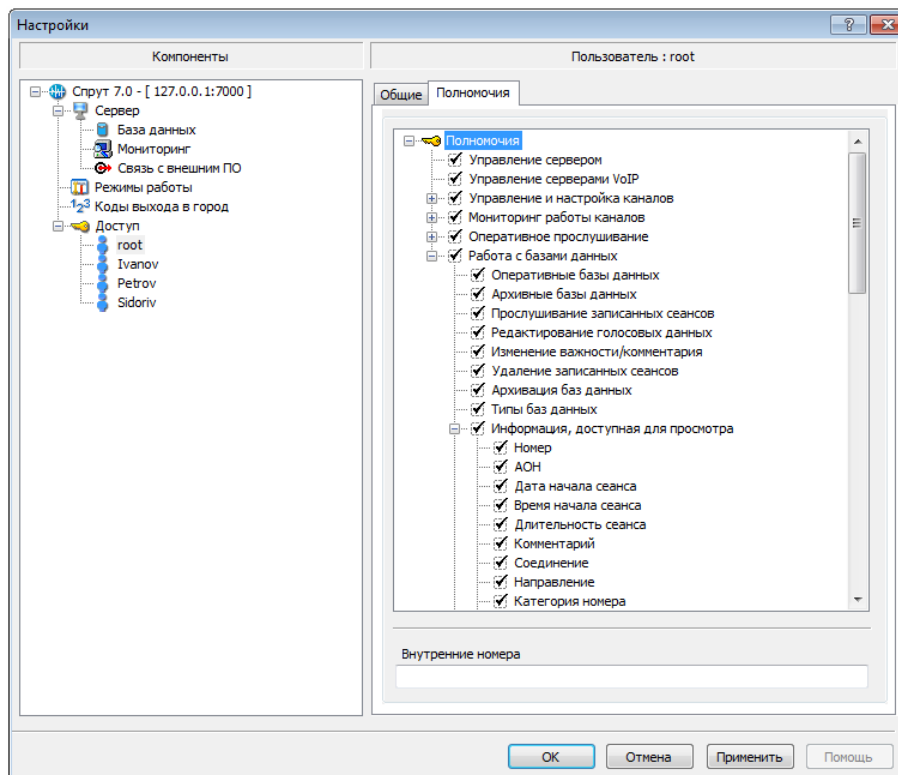 Настройки
Компоненты
Пользователь : root
Спрут 7.0 - [ 127.0.0.1:7000 ]
Сервер
База данных
Мониторинг
Связь с внешним ПО
Режимы работы
Коды выхода в город
Доступ
root
Ivanov
Petrov
Sidoriv
Общие
Полномочия
Полномочия
Управление сервером
Управление серверами VoIP
Управление и настройка каналов
Мониторинг работы каналов
Оперативное прослушивание
Работа с базами данных
Оперативные базы данных
Архивные базы данных
Прослушивание записанных сеансов
Редактирование голосовых данных
Изменение важности/комментария
Удаление записанных сеансов
Архивация баз данных
Типы баз данных
Информация, доступная для просмотра
Номер
АОН
Дата начала сеанса
Время начала сеанса
Длительность сеанса
Комментарий
Соединение
Направление
Категория номера
Внутренние номера
OK
Отмена
Применить
Помощь